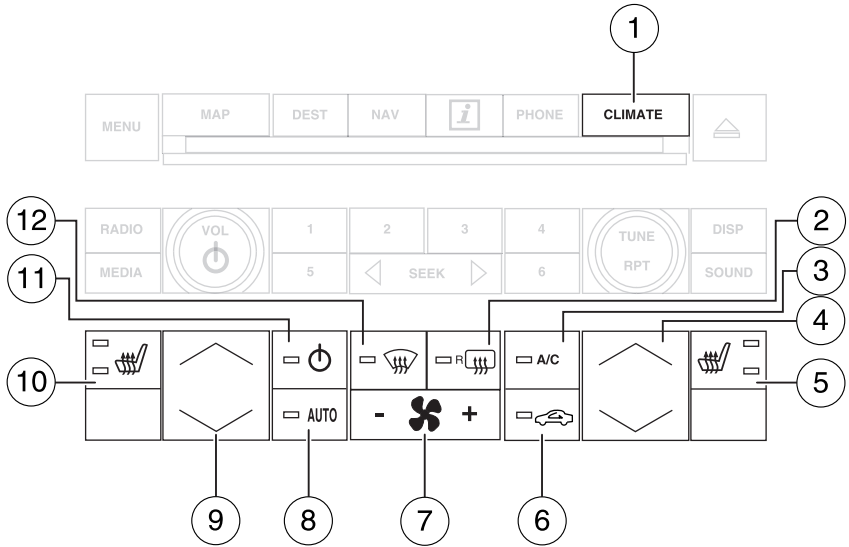 1
MENU
MAP
DEST
NAV
i
PHONE
CLIMATE
12
2
RADIO
VOL
1
2
3
4
TUNE
DISP
11
3
MEDIA
5
SEEK
6
RPT
SOUND
4
R
A/C
10
5
AUTO
-
+
9
8
7
6